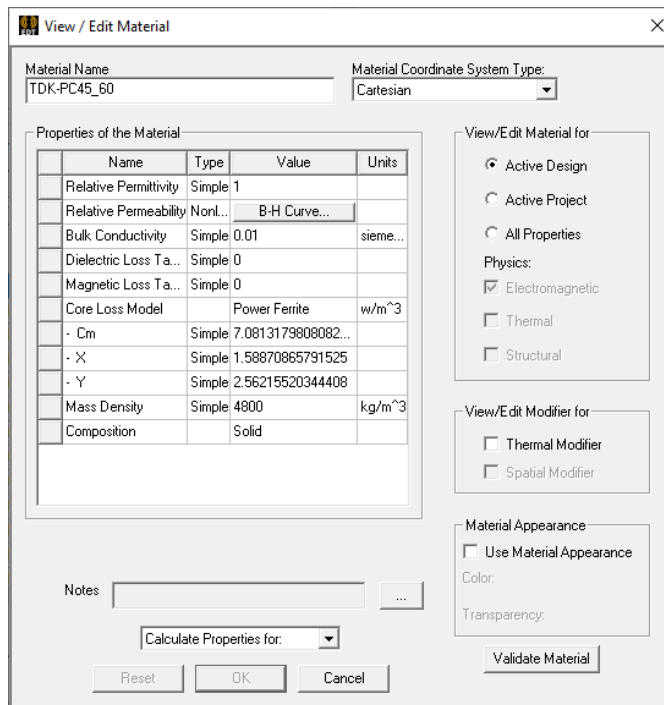 EDT View / Edit Material
Material Name
TDK-PC45_60
Material Coordinate System Type:
Cartesian
Properties of the Material
Name Type Value Units
Relative Permittivity Simple 1
Relative Permeability Nonl... B-H Curve...
Bulk Conductivity Simple 0.01 sieme...
Dielectric Loss Ta... Simple 0
Magnetic Loss Ta... Simple 0
Core Loss Model Power Ferrite w/m^3
- Cm Simple 7.0813179808082...
- X Simple 1.58870865791525
- Y Simple 2.56215520344408
Mass Density Simple 4800 kg/m^3
Composition Solid
Notes
...
Calculate Properties for:
Reset OK Cancel
View/Edit Material for
Active Design
Active Project
All Properties
Physics:
Electromagnetic
Thermal
Structural
View/Edit Modifier for
Thermal Modifier
Spatial Modifier
Material Appearance
Use Material Appearance
Color:
Transparency:
Validate Material